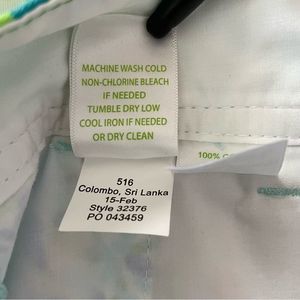 MACHINE WASH COLD
NON-CHLORINE BLEACH
IF NEEDED
TUMBLE DRY LOW
COOL IRON IF NEEDED
OR DRY CLEAN
100%
516
Colombo, Sri Lanka
15-Feb
Style 32376
PO 043459